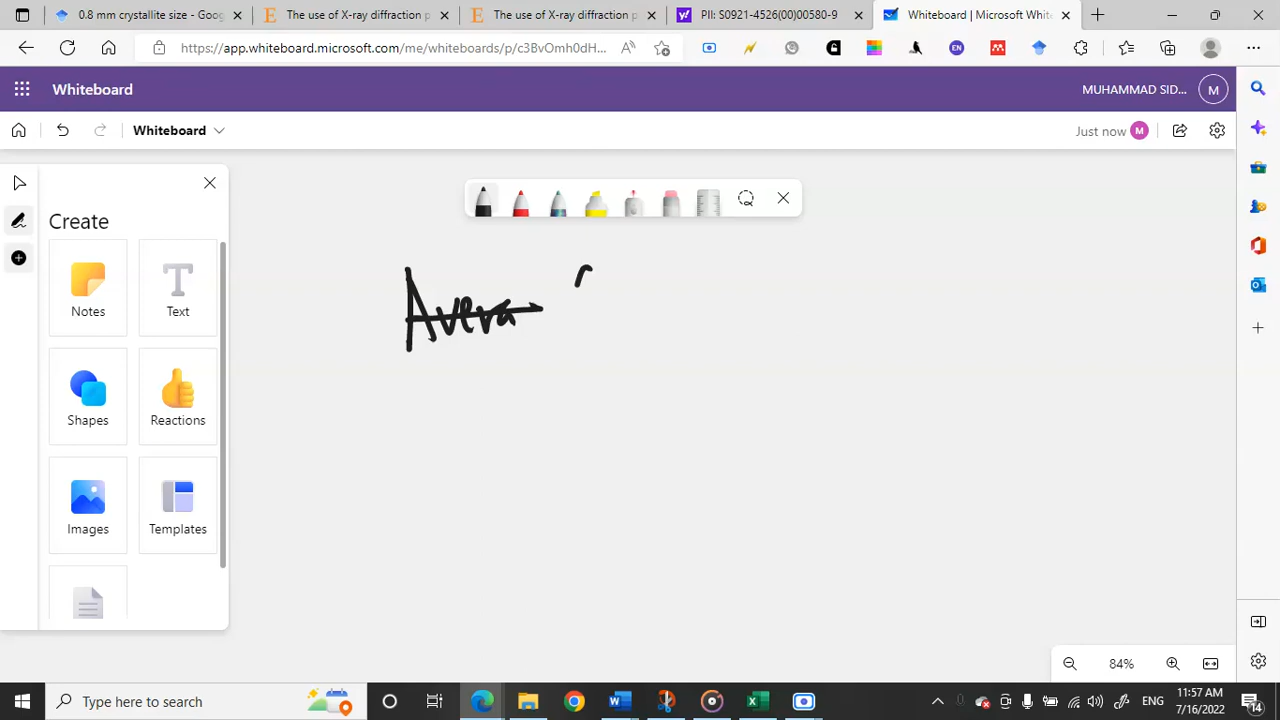 0.8 mm crystallite size - Goog
The use of X-ray diffraction p
The use of X-ray diffraction p
PII: S0921-4526(00)00580-9
Whiteboard | Microsoft White
https://app.whiteboard.microsoft.com/me/whiteboards/p/c3BvOmh0dH...
Whiteboard
MUHAMMAD SID... M
Whiteboard
Just now M
Create
Notes Text
Shapes Reactions
Images Templates
Avera
84%
Type here to search
ENG
11:57 AM
7/16/2022
14